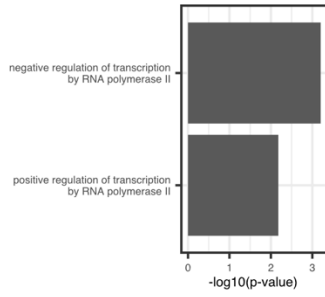 negative regulation of transcription
by RNA polymerase II
positive regulation of transcription
by RNA polymerase II
0 1 2 3
-log10(p-value)